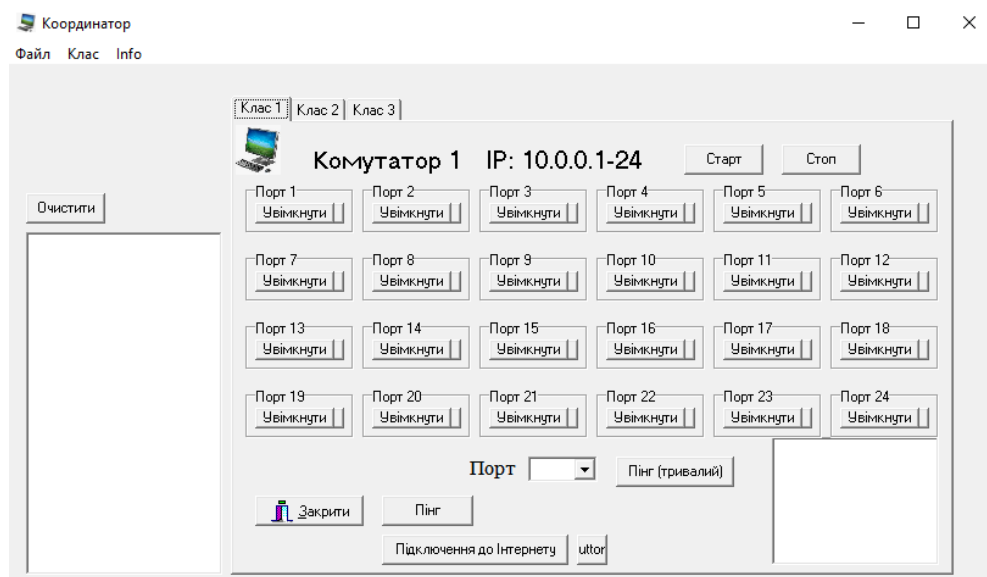 Координатор
Файл Клас Info
Клас 1 Клас 2 Клас 3
Комутатор 1 IP: 10.0.0.1-24 Старт Стоп
Очистити
Порт 1 Порт 2 Порт 3 Порт 4 Порт 5 Порт 6
Увімкнути Увімкнути Увімкнути Увімкнути Увімкнути Увімкнути
Порт 7 Порт 8 Порт 9 Порт 10 Порт 11 Порт 12
Увімкнути Увімкнути Увімкнути Увімкнути Увімкнути Увімкнути
Порт 13 Порт 14 Порт 15 Порт 16 Порт 17 Порт 18
Увімкнути Увімкнути Увімкнути Увімкнути Увімкнути Увімкнути
Порт 19 Порт 20 Порт 21 Порт 22 Порт 23 Порт 24
Увімкнути Увімкнути Увімкнути Увімкнути Увімкнути Увімкнути
Порт Пінг (тривалий)
Закрити Пінг
Підключення до Інтернету uttor